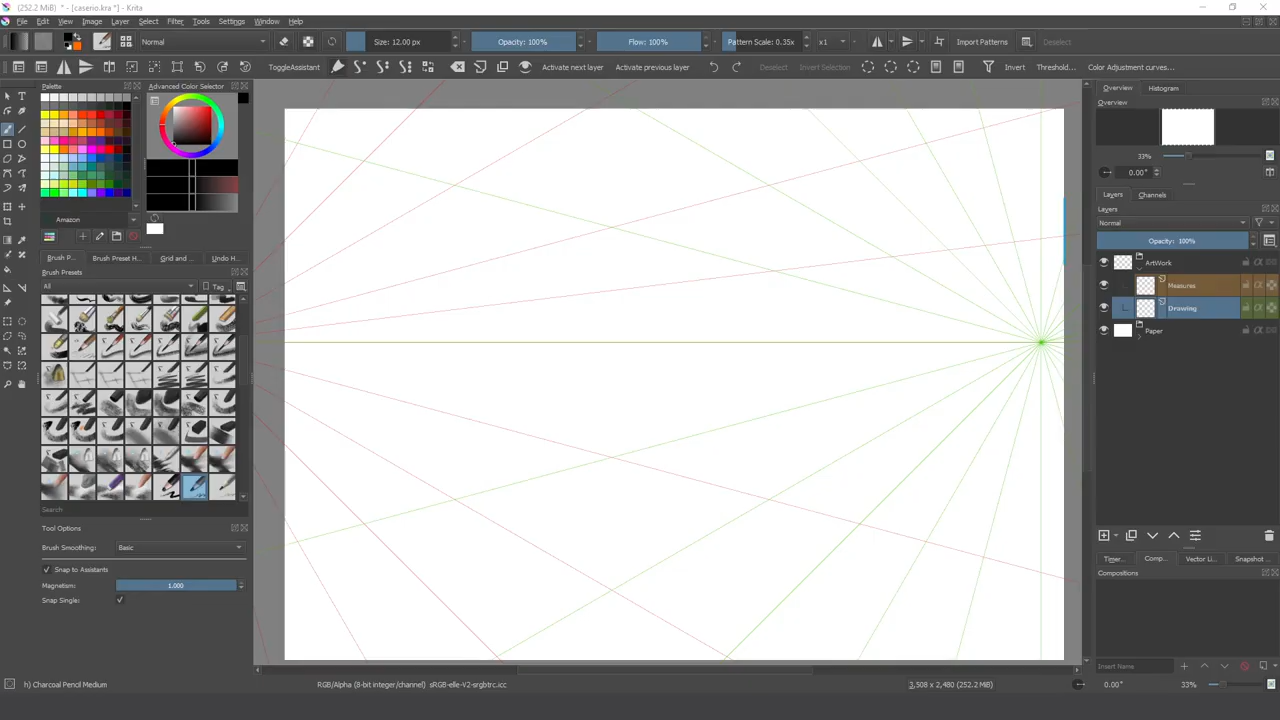 (252.2 MiB) * - [caserio.kra *] - Krita
File Edit View Image Layer Select Filter Tools Settings Window Help
Normal Size: 12.00 px Opacity: 100% Flow: 100% Pattern Scale: 0.35x x1 Import Patterns Deselect
ToggleAssistant Activate next layer Activate previous layer Deselect Invert Selection Invert Threshold... Color Adjustment curves...
Palette Advanced Color Selector Overview Histogram
Overview
33%
0.00°
Layers Channels
Layers
Amazon Normal
Opacity: 100%
Brush P... Brush Preset H... Grid and ... Undo H... ArtWork
Brush Presets
All Tag Measures
Drawing
Paper
Search
Tool Options
Brush Smoothing: Basic
Timer... Comp... Vector Li... Snapshot ...
Snap to Assistants Compositions
Magnetism: 1.000
Snap Single:
Insert Name
h) Charcoal Pencil Medium RGB/Alpha (8-bit integer/channel) sRGB-elle-V2-srgbtrc.icc 3,508 x 2,480 (252.2 MiB) 0.00° 33%